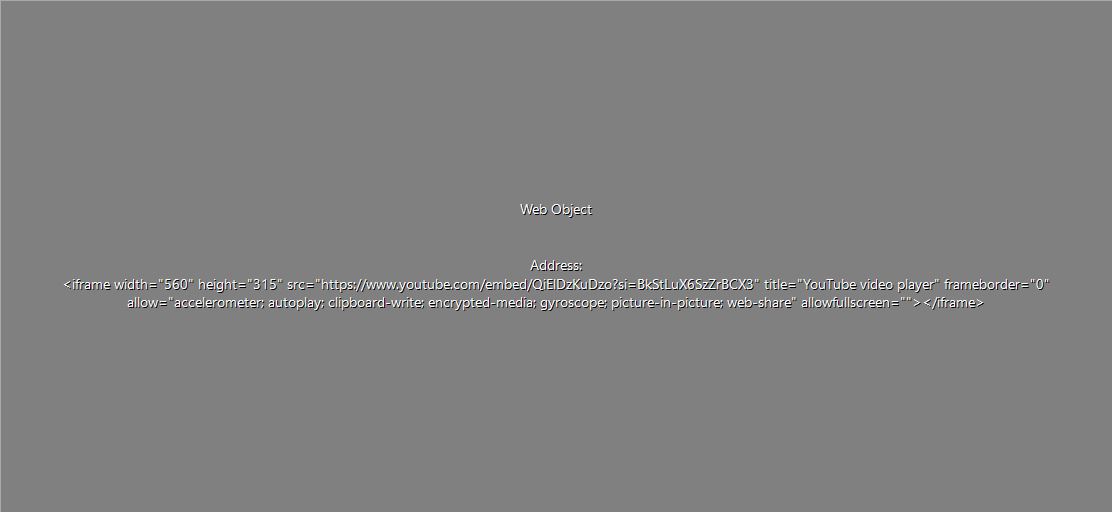 Web Object
Address:
<iframe width="560" height="315" src="https://www.youtube.com/embed/QiElDzKuDzo?si=BkStLuX6SzZrBCX3" title="YouTube video player" frameborder="0"
allow="accelerometer; autoplay; clipboard-write; encrypted-media; gyroscope; picture-in-picture; web-share" allowfullscreen=""></iframe>